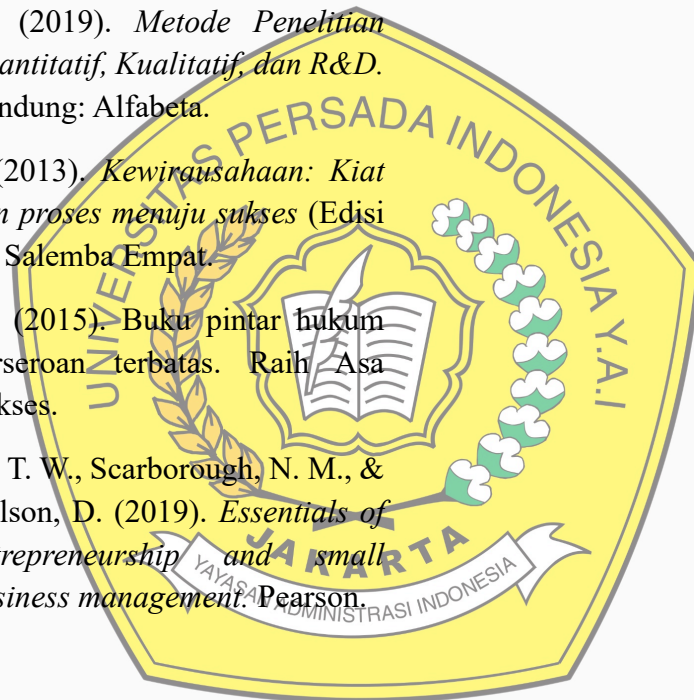 (2019). Metode Penelitian
antitatif, Kualitatif, dan R&D.
ndung: Alfabeta.
(2013). Kewirausahaan: Kiat
n proses menuju sukses (Edisi
Salemba Empat.
(2015). Buku pintar hukum
rseroan terbatas. Raih Asa
kses.
T. W., Scarborough, N. M., &
lson, D. (2019). Essentials of
trepreneurship and small
siness management. Pearson.
UNIVERSITAS PERSADA INDONESIA Y.A.I
JAKARTA
YAYASAN ADMINISTRASI INDONESIA